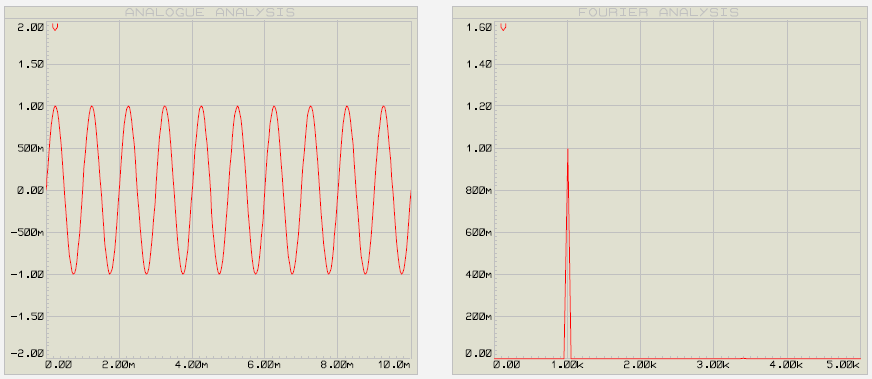 ANALOGUE ANALYSIS
2.00
1.50
1.00
500m
0.00
-500m
-1.00
-1.50
-2.00
0.00 2.00m 4.00m 6.00m 8.00m 10.0m
FOURIER ANALYSIS
1.60
1.40
1.20
1.00
800m
600m
400m
200m
0.00
0.00 1.00k 2.00k 3.00k 4.00k 5.00k